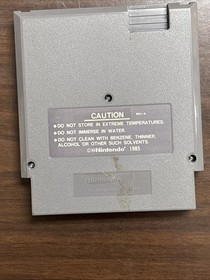 CAUTION
●DO NOT STORE IN EXTREME TEMPERATURES.
●DO NOT IMMERSE IN WATER.
●DO NOT CLEAN WITH BENZENE, THINNER,
ALCOHOL OR OTHER SUCH SOLVENTS.
©Nintendo® 1985